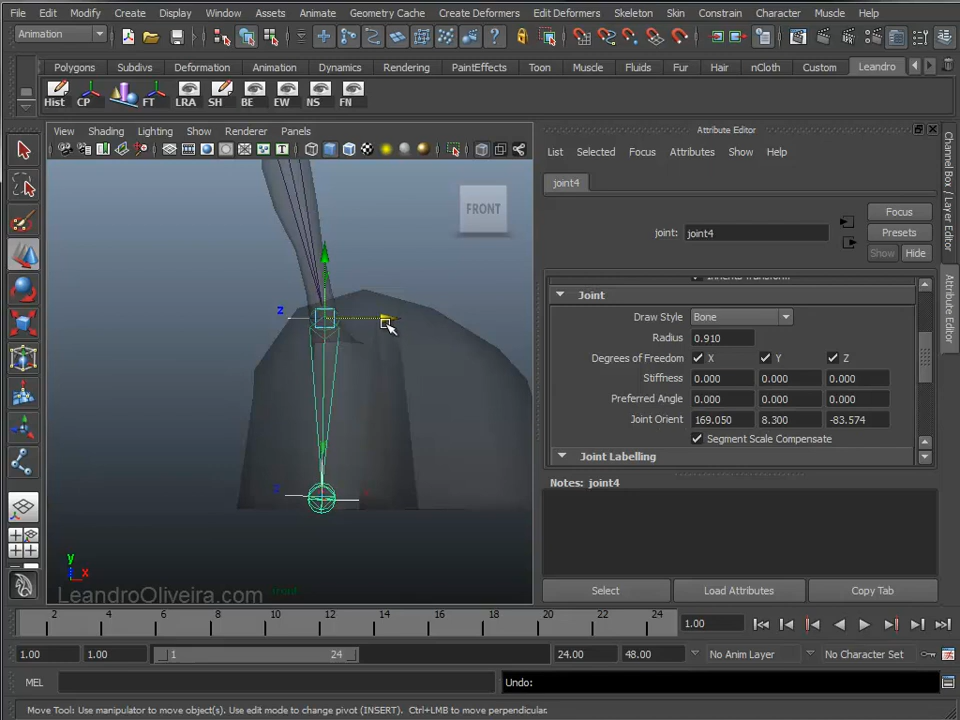 File Edit Modify Create Display Window Assets Animate Geometry Cache Create Deformers Edit Deformers Skeleton Skin Constrain Character Muscle Help
Animation
Polygons Subdivs Deformation Animation Dynamics Rendering PaintEffects Toon Muscle Fluids Fur Hair nCloth Custom Leandro
Hist CP FT LRA SH BE EW NS FN
View Shading Lighting Show Renderer Panels
Attribute Editor
List Selected Focus Attributes Show Help
joint4
joint: joint4
Focus
Presets
Show Hide
Joint
Draw Style Bone
Radius 0.910
Degrees of Freedom X Y Z
Stiffness 0.000 0.000 0.000
Preferred Angle 0.000 0.000 0.000
Joint Orient 169.050 8.300 -83.574
Segment Scale Compensate
Joint Labelling
Notes: joint4
Select Load Attributes Copy Tab
Channel Box / Layer Editor
Attribute Editor
FRONT
z
z
y
x
front
LeandroOliveira.com
2 4 6 8 10 12 14 16 18 20 22 24
1.00
1.00 1.00 1 24 24.00 48.00 No Anim Layer No Character Set
MEL Undo:
Move Tool: Use manipulator to move object(s). Use edit mode to change pivot (INSERT). Ctrl+LMB to move perpendicular.